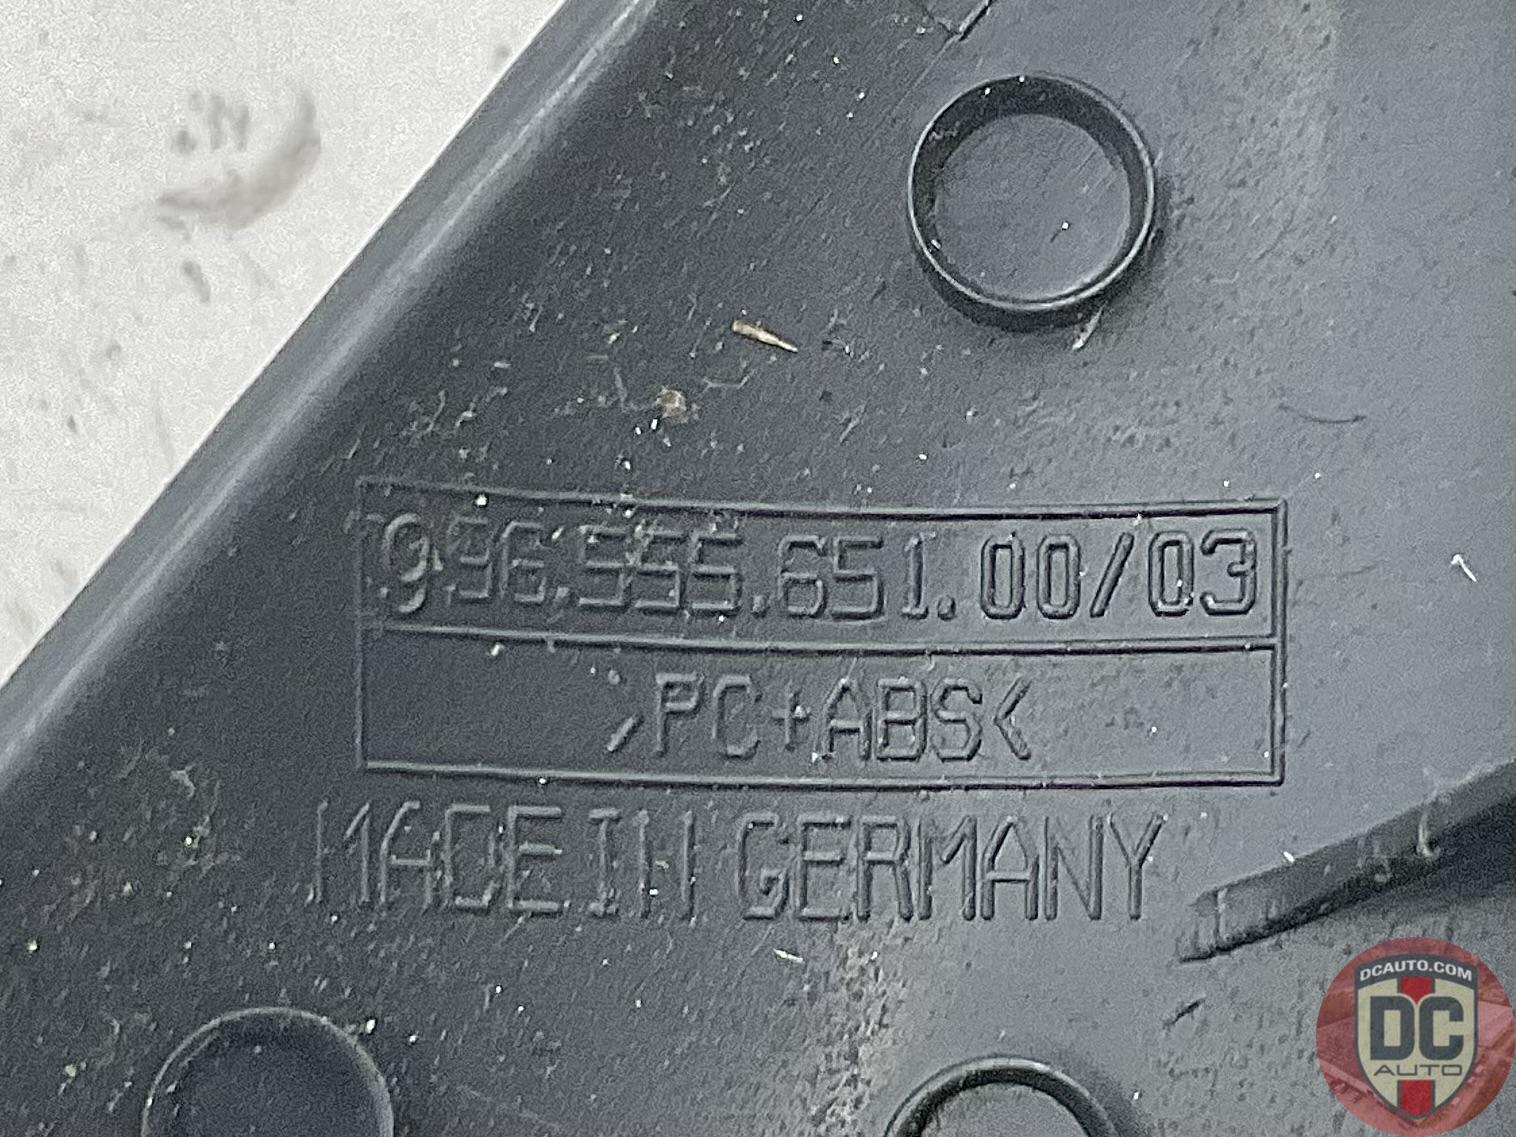 996.555.651.00/03
>PC+ABS<
MADE IN GERMANY
DCAUTO.COM
DC
AUTO